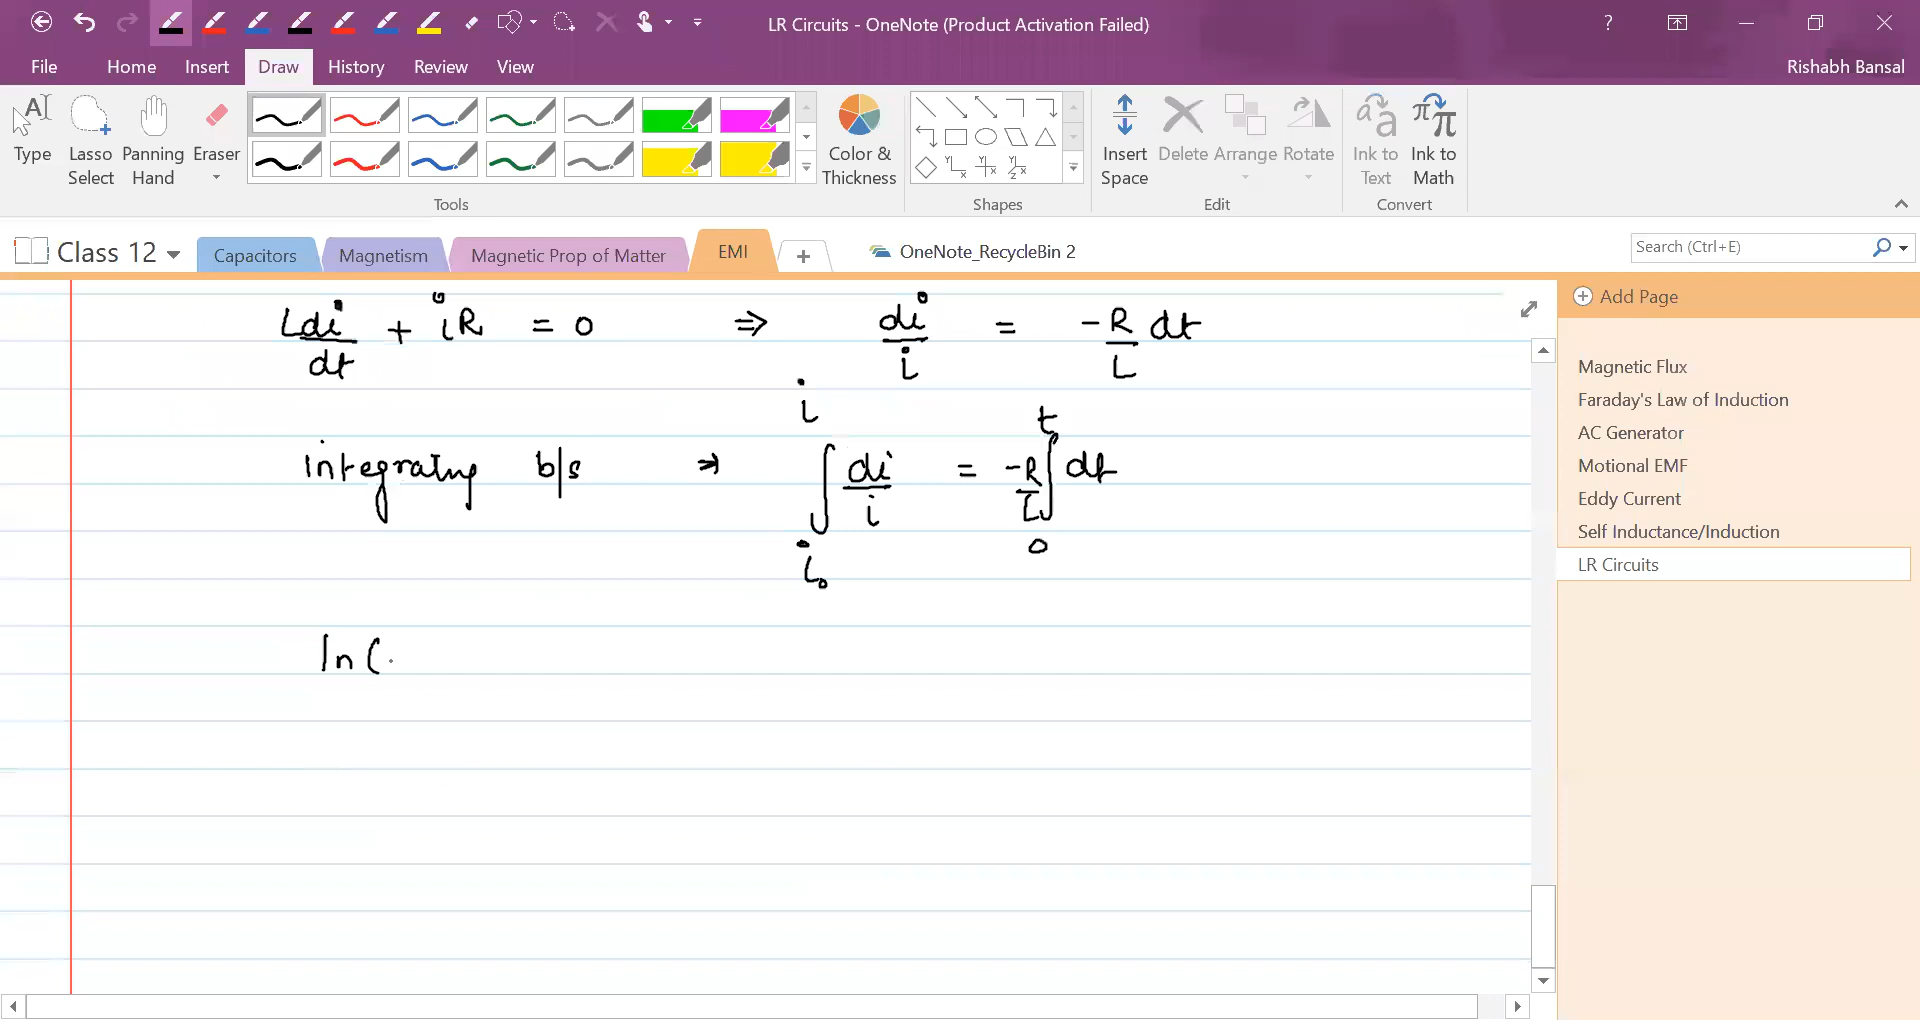 LR Circuits - OneNote (Product Activation Failed)
?
File Home Insert Draw History Review View Rishabh Bansal
Type Lasso Select Panning Hand Eraser Color & Thickness Insert Space Delete Arrange Rotate Ink to Text Ink to Math
Tools Shapes Edit Convert
Class 12 Capacitors Magnetism Magnetic Prop of Matter EMI + OneNote_RecycleBin 2 Search (Ctrl+E)
Add Page
Magnetic Flux
Faraday's Law of Induction
AC Generator
Motional EMF
Eddy Current
Self Inductance/Induction
LR Circuits
L di/dt + iR = 0 ⇒ di/i = -R/L dt
integrating b/s → ∫_{i₀}^{i} di/i = -R/L ∫_{0}^{t} dt
ln (